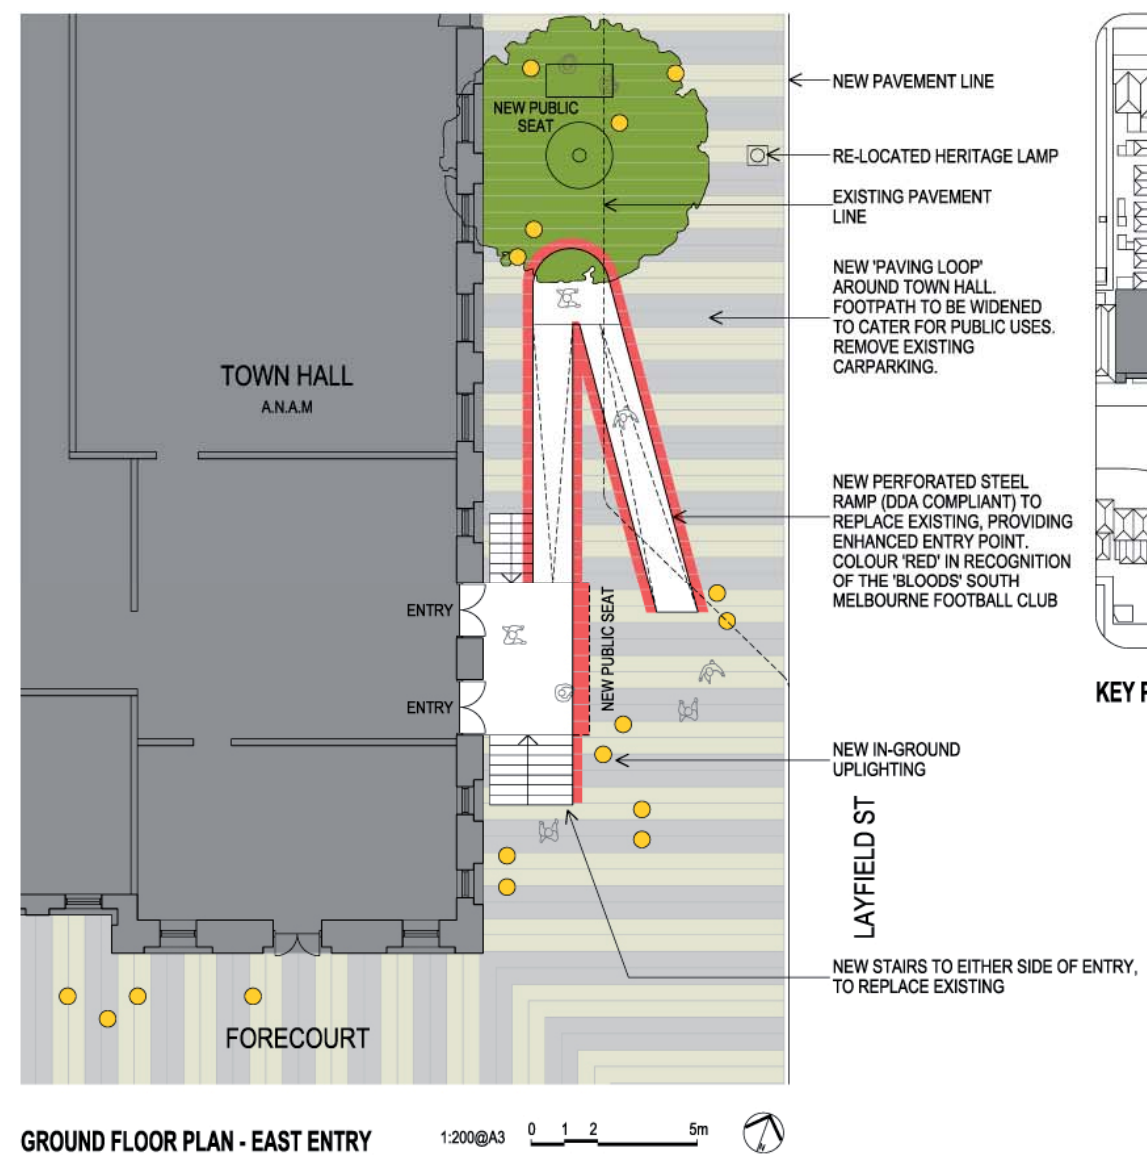 NEW PUBLIC
SEAT
TOWN HALL
A.N.A.M
ENTRY
ENTRY
NEW PUBLIC SEAT
FORECOURT
NEW PAVEMENT LINE
RE-LOCATED HERITAGE LAMP
EXISTING PAVEMENT
LINE
NEW 'PAVING LOOP'
AROUND TOWN HALL.
FOOTPATH TO BE WIDENED
TO CATER FOR PUBLIC USES.
REMOVE EXISTING
CARPARKING.
NEW PERFORATED STEEL
RAMP (DDA COMPLIANT) TO
REPLACE EXISTING, PROVIDING
ENHANCED ENTRY POINT.
COLOUR 'RED' IN RECOGNITION
OF THE 'BLOODS' SOUTH
MELBOURNE FOOTBALL CLUB
KEY
NEW IN-GROUND
UPLIGHTING
LAYFIELD ST
NEW STAIRS TO EITHER SIDE OF ENTRY,
TO REPLACE EXISTING
GROUND FLOOR PLAN - EAST ENTRY
1:200@A3
0 1 2 5m
N